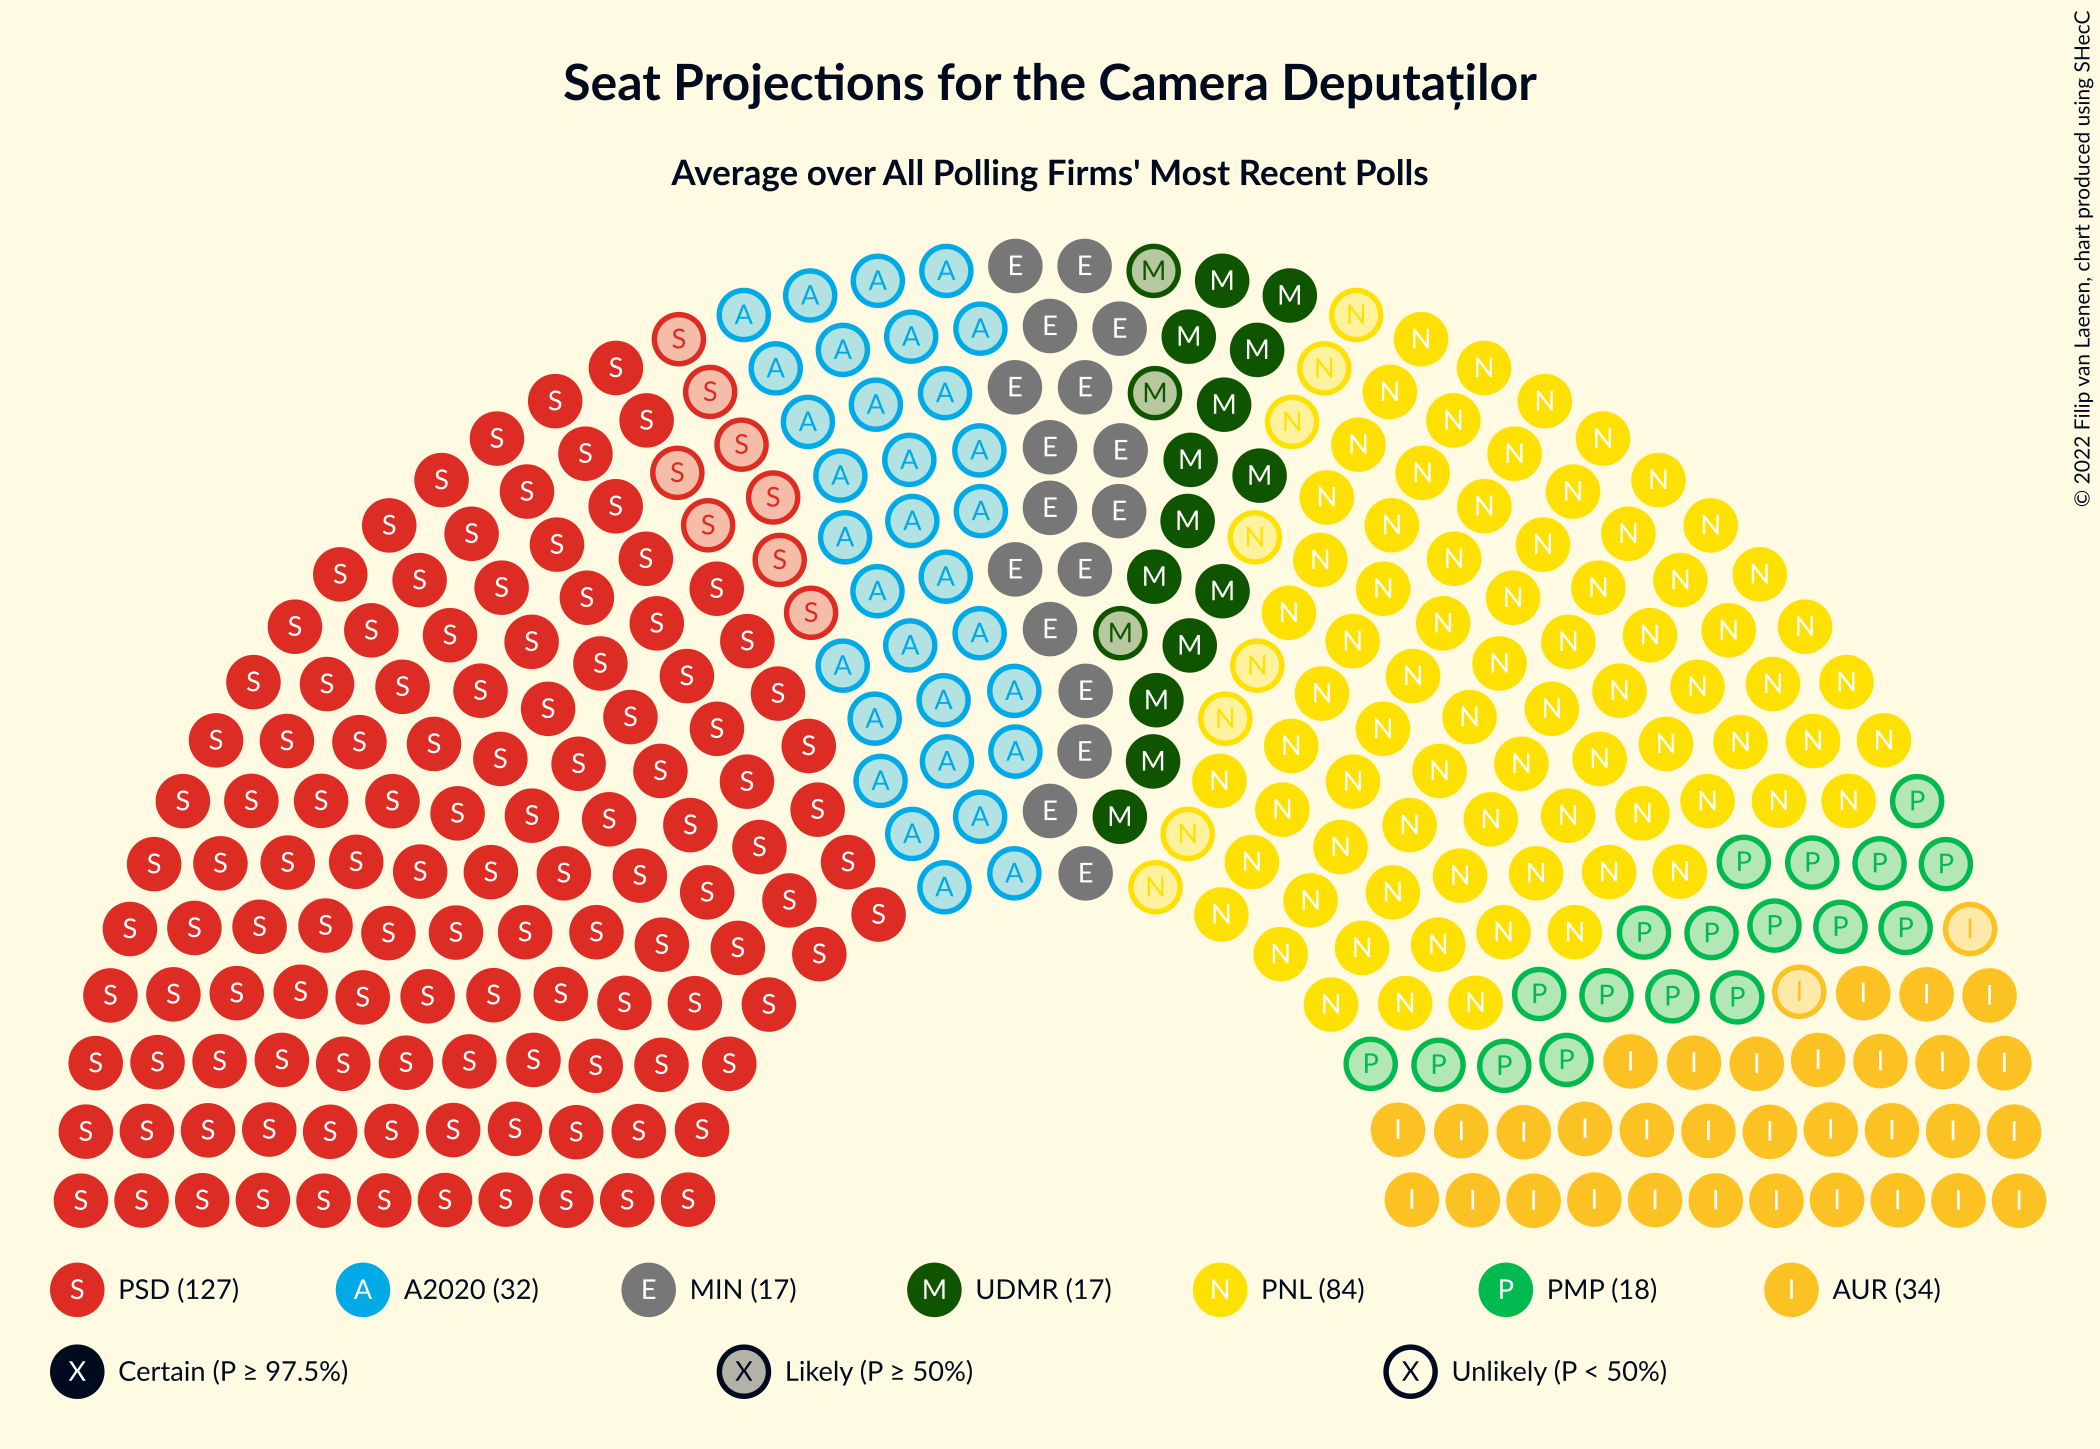 Seat Projections for the Camera Deputaților
Average over All Polling Firms' Most Recent Polls
© 2022 Filip van Laenen, chart produced using SHecC
S PSD (127) A A2020 (32) E MIN (17) M UDMR (17) N PNL (84) P PMP (18) I AUR (34)
X Certain (P ≥ 97.5%) X Likely (P ≥ 50%) X Unlikely (P < 50%)